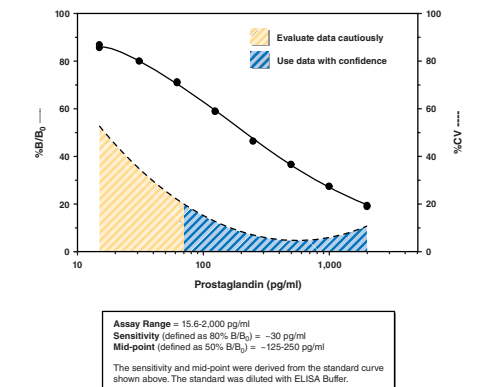 100
80
60
40
20
0
%B/B0 ——
Evaluate data cautiously
Use data with confidence
100
80
60
40
20
0
%CV ----
10
100
1,000
Prostaglandin (pg/ml)
Assay Range = 15.6-2,000 pg/ml
Sensitivity (defined as 80% B/B0) = ~30 pg/ml
Mid-point (defined as 50% B/B0) = ~125-250 pg/ml
The sensitivity and mid-point were derived from the standard curve
shown above. The standard was diluted with ELISA Buffer.